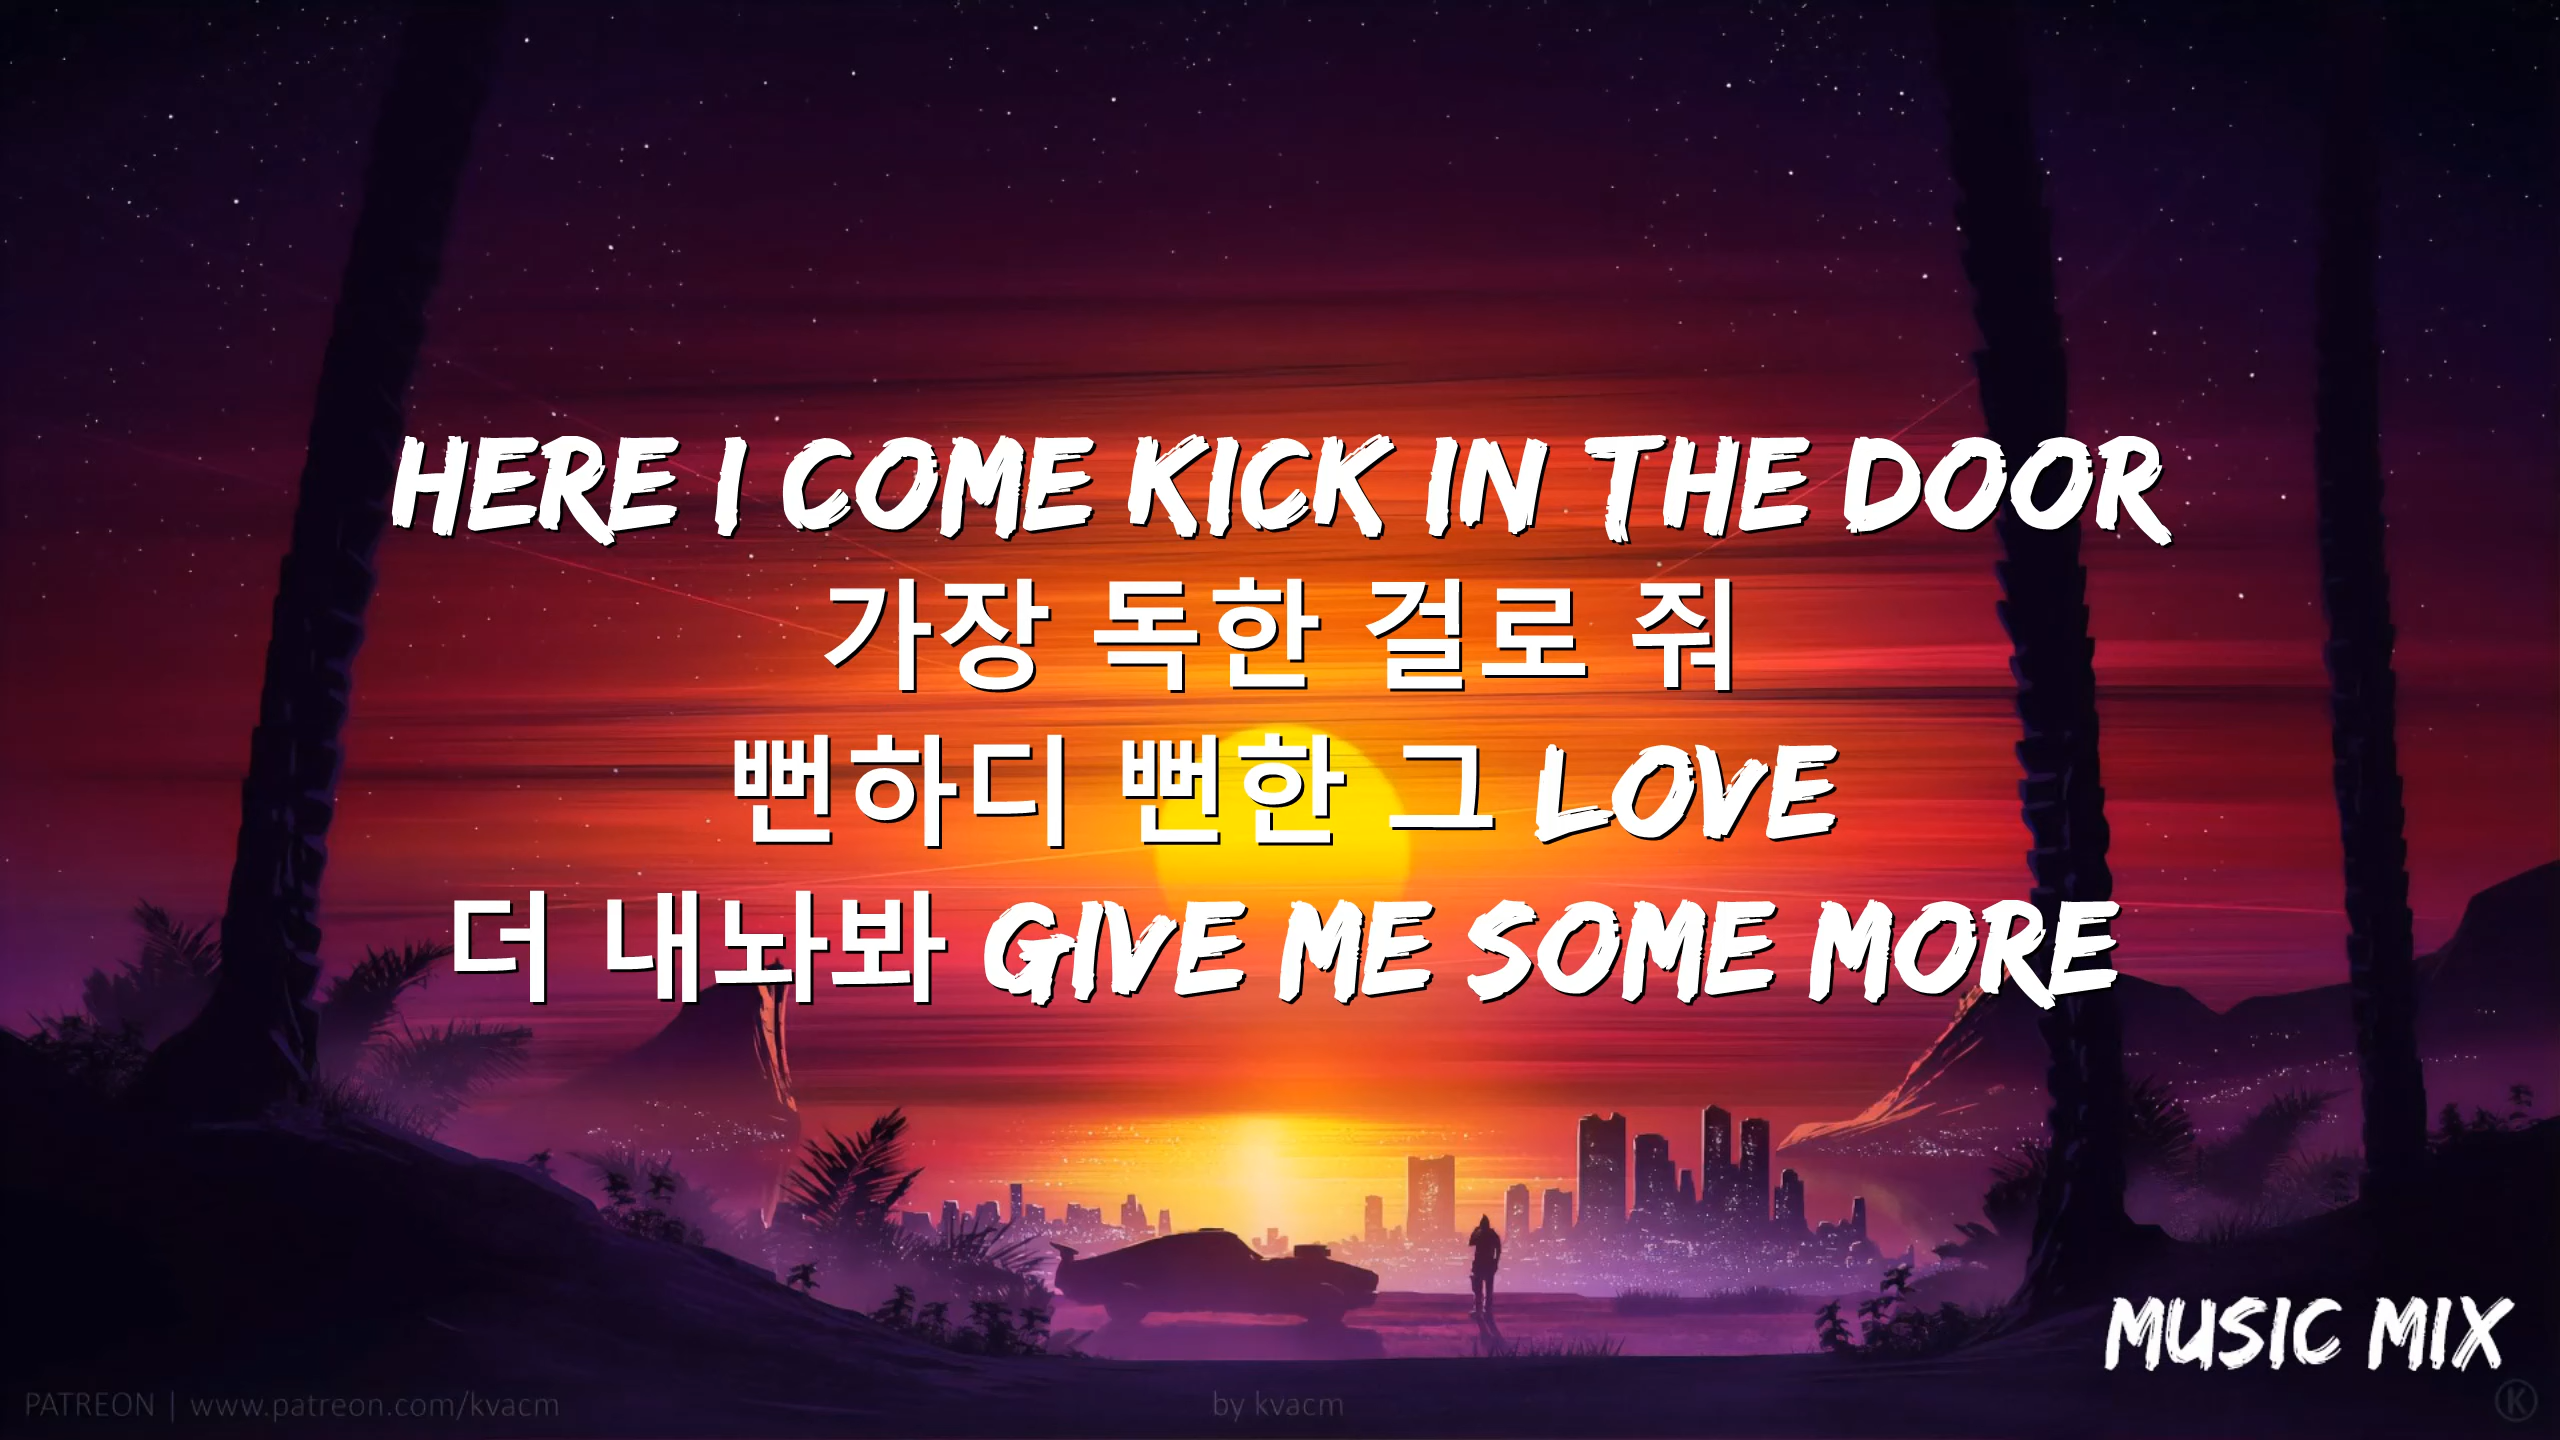 HERE I COME KICK IN THE DOOR
가장 독한 걸로 줘
뻔하디 뻔한 그 LOVE
더 내놔봐 GIVE ME SOME MORE
MUSIC MIX
PATREON | www.patreon.com/kvacm
by kvacm
K